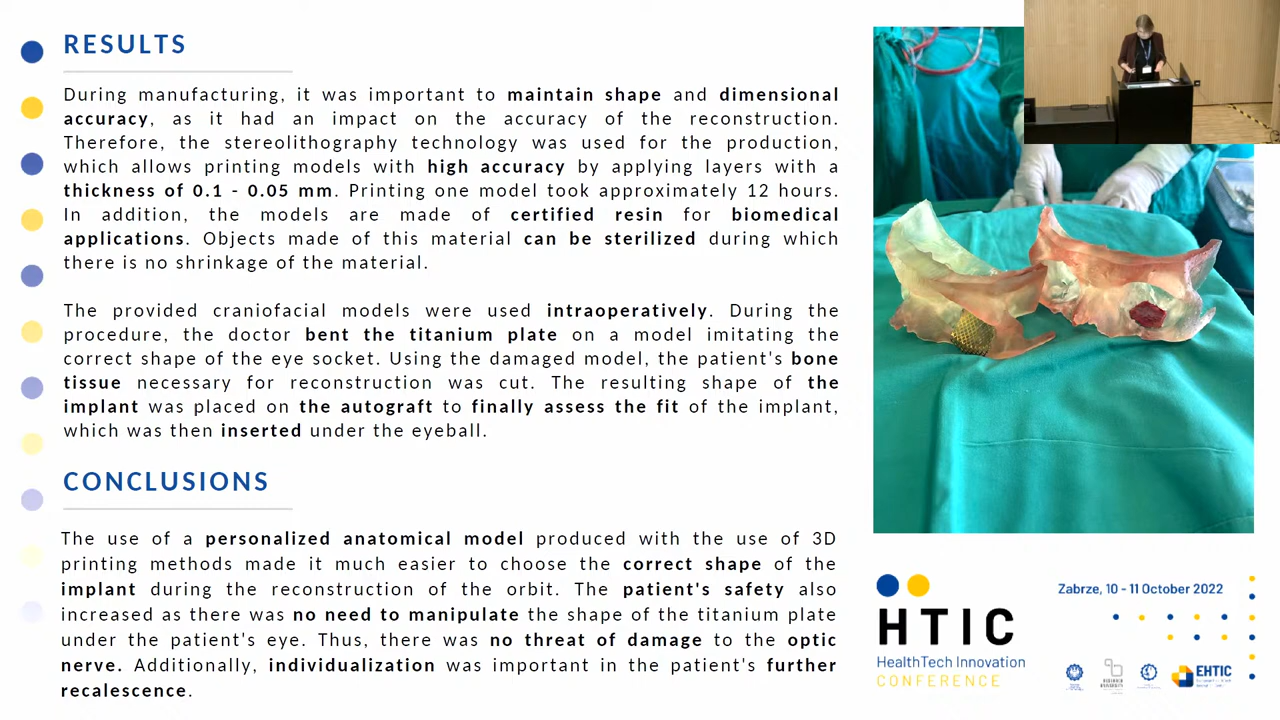 RESULTS
During manufacturing, it was important to maintain shape and dimensional
accuracy, as it had an impact on the accuracy of the reconstruction.
Therefore, the stereolithography technology was used for the production,
which allows printing models with high accuracy by applying layers with a
thickness of 0.1 - 0.05 mm. Printing one model took approximately 12 hours.
In addition, the models are made of certified resin for biomedical
applications. Objects made of this material can be sterilized during which
there is no shrinkage of the material.
The provided craniofacial models were used intraoperatively. During the
procedure, the doctor bent the titanium plate on a model imitating the
correct shape of the eye socket. Using the damaged model, the patient's bone
tissue necessary for reconstruction was cut. The resulting shape of the
implant was placed on the autograft to finally assess the fit of the implant,
which was then inserted under the eyeball.
CONCLUSIONS
The use of a personalized anatomical model produced with the use of 3D
printing methods made it much easier to choose the correct shape of the
implant during the reconstruction of the orbit. The patient's safety also
increased as there was no need to manipulate the shape of the titanium plate
under the patient's eye. Thus, there was no threat of damage to the optic
nerve. Additionally, individualization was important in the patient's further
recalescence.
HTIC
HealthTech Innovation
CONFERENCE
Zabrze, 10 - 11 October 2022
EHTIC